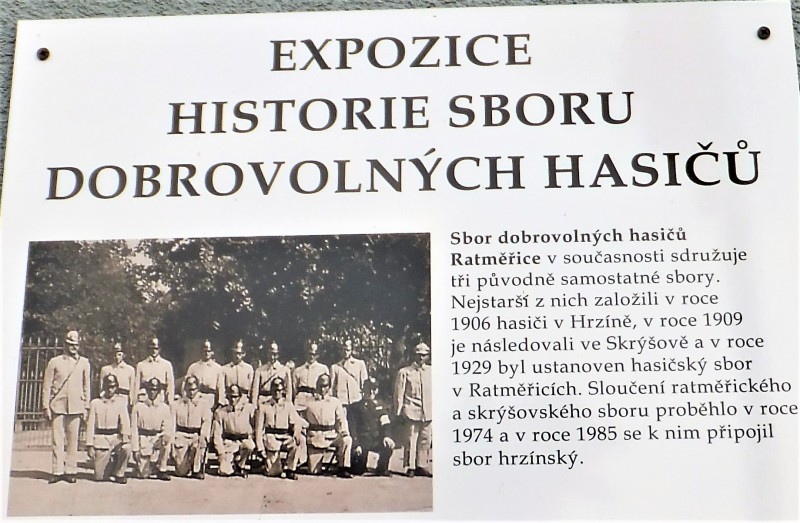 EXPOZICE
HISTORIE SBORU
DOBROVOLNÝCH HASIČŮ
Sbor dobrovolných hasičů
Ratměřice v současnosti sdružuje
tři původně samostatné sbory.
Nejstarší z nich založili v roce
1906 hasiči v Hrzíně, v roce 1909
je následovali ve Skrýšově a v roce
1929 byl ustanoven hasičský sbor
v Ratměřicích. Sloučení ratměřického
a skrýšovského sboru proběhlo v roce
1974 a v roce 1985 se k nim připojil
sbor hrzínský.